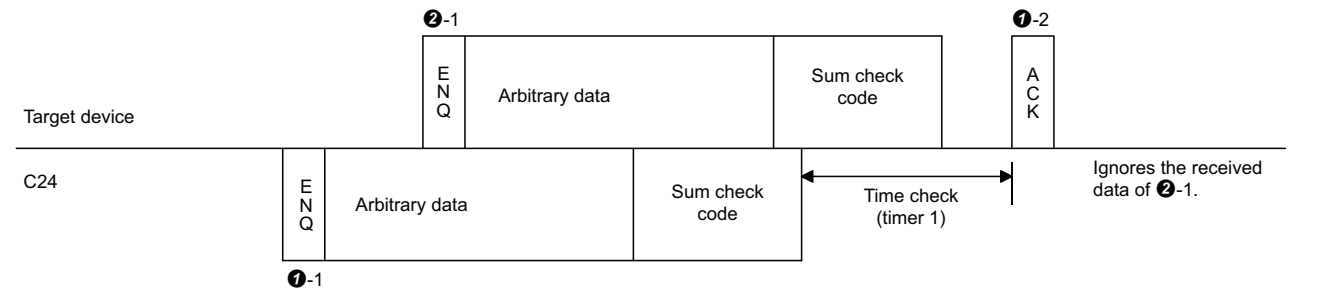 ❷-1
❶-2
E
N
Q
Arbitrary data
Sum check
code
A
C
K
Target device
C24
E
N
Q
Arbitrary data
Sum check
code
Time check
(timer 1)
Ignores the received
data of ❷-1.
❶-1